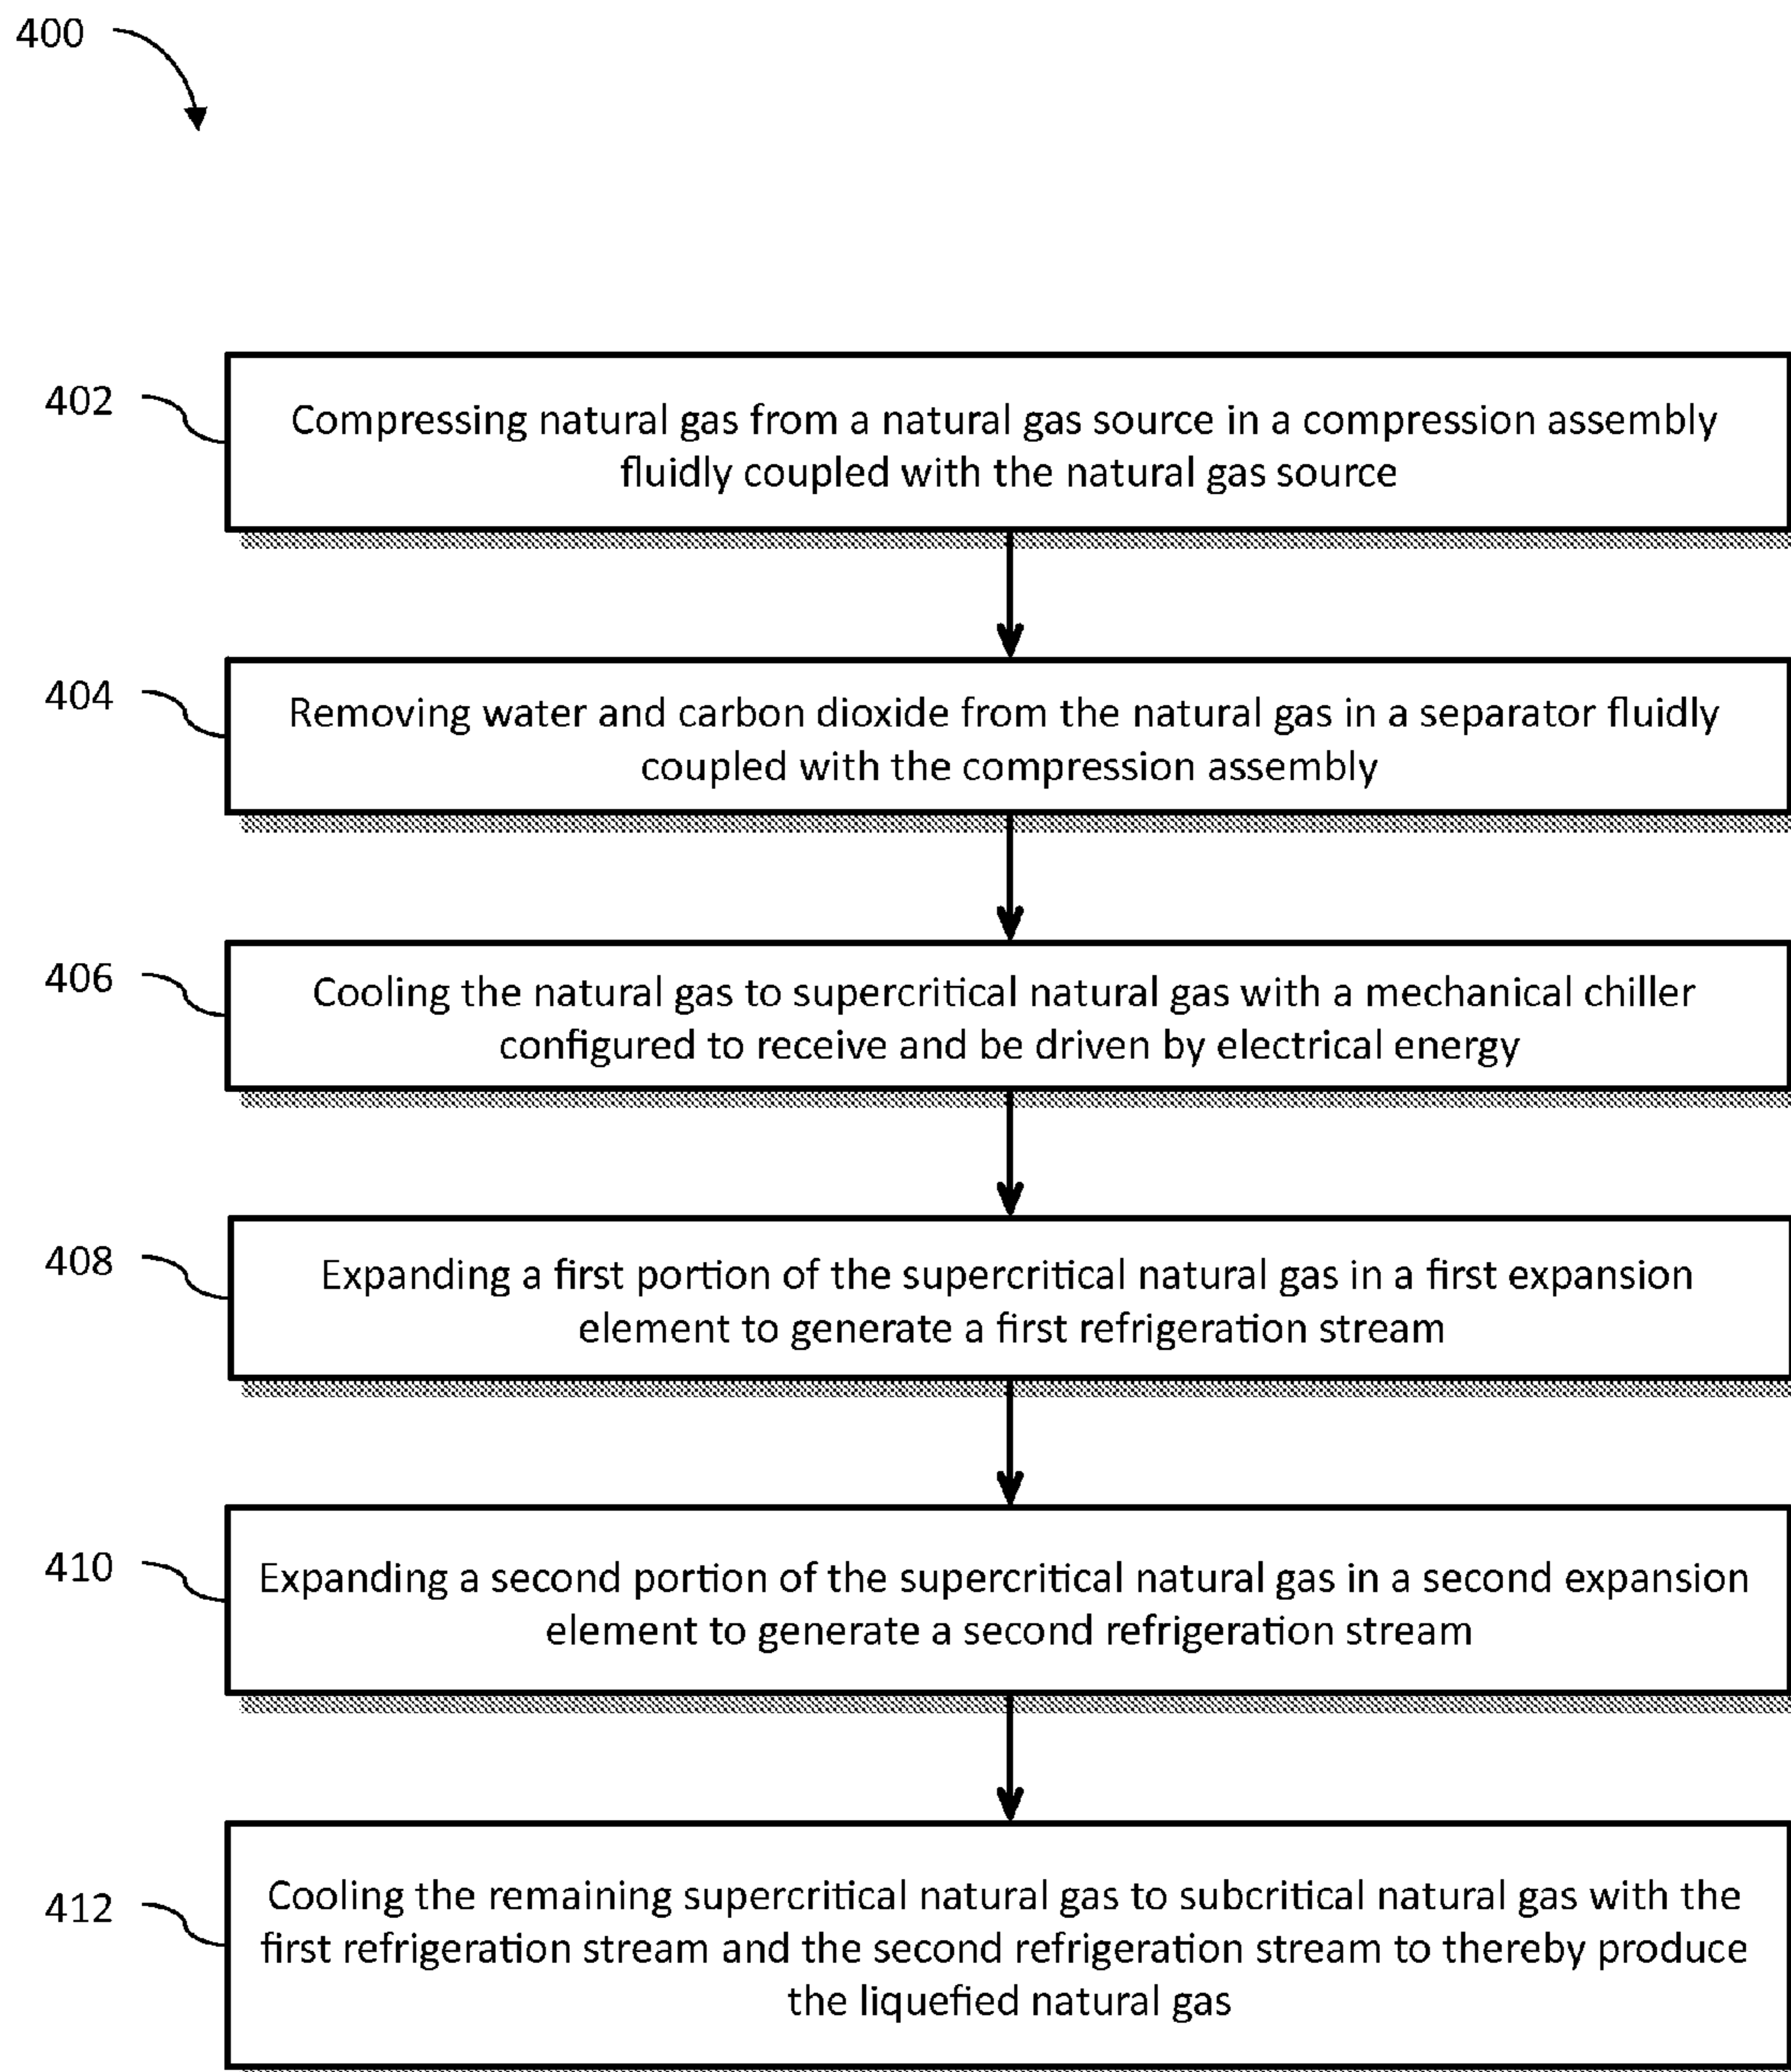 400
402
Compressing natural gas from a natural gas source in a compression assembly
fluidly coupled with the natural gas source
404
Removing water and carbon dioxide from the natural gas in a separator fluidly
coupled with the compression assembly
406
Cooling the natural gas to supercritical natural gas with a mechanical chiller
configured to receive and be driven by electrical energy
408
Expanding a first portion of the supercritical natural gas in a first expansion
element to generate a first refrigeration stream
410
Expanding a second portion of the supercritical natural gas in a second expansion
element to generate a second refrigeration stream
412
Cooling the remaining supercritical natural gas to subcritical natural gas with the
first refrigeration stream and the second refrigeration stream to thereby produce
the liquefied natural gas